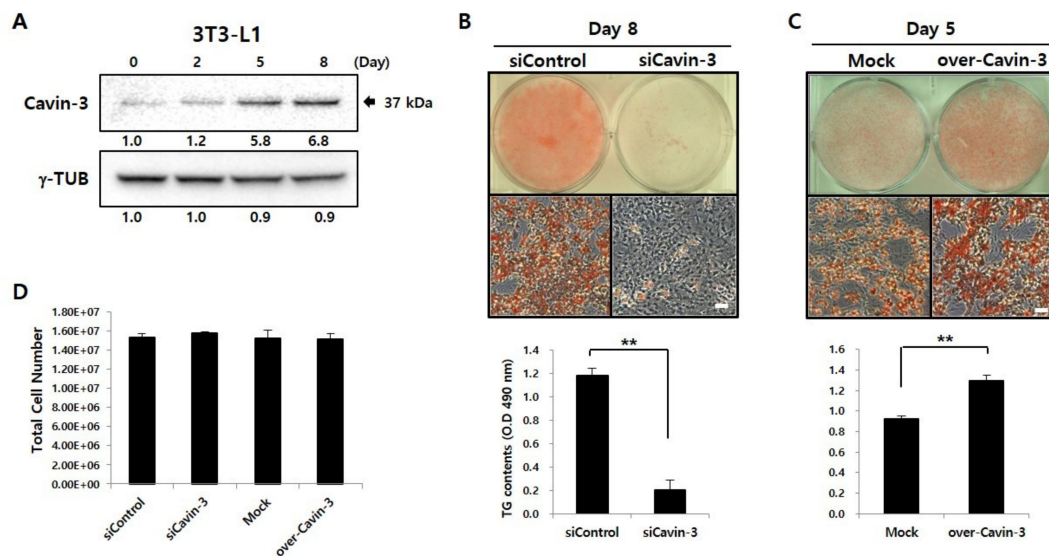 A
3T3-L1
0 2 5 8 (Day)
Cavin-3
37 kDa
1.0 1.2 5.8 6.8
γ-TUB
1.0 1.0 0.9 0.9
B
Day 8
siControl siCavin-3
1.4
1.2
1.0
0.8
0.6
0.4
0.2
0.0
TG contents (O.D 490 nm)
**
siControl siCavin-3
C
Day 5
Mock over-Cavin-3
1.6
1.4
1.2
1.0
0.8
0.6
0.4
0.2
0.0
**
Mock over-Cavin-3
D
1.80E+07
1.60E+07
1.40E+07
1.20E+07
1.00E+07
8.00E+06
6.00E+06
4.00E+06
2.00E+06
0.00E+00
Total Cell Number
siControl
siCavin-3
Mock
over-Cavin-3